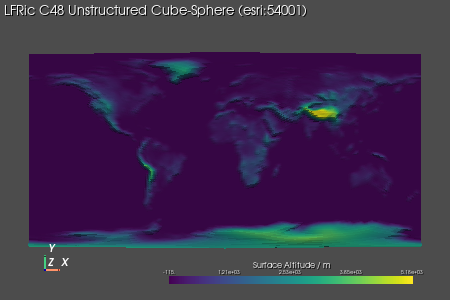 LFRic C48 Unstructured Cube-Sphere (esri:54001)
Y
Z X
Surface Altitude / m
-115 1.21e+03 2.53e+03 3.85e+03 5.18e+03